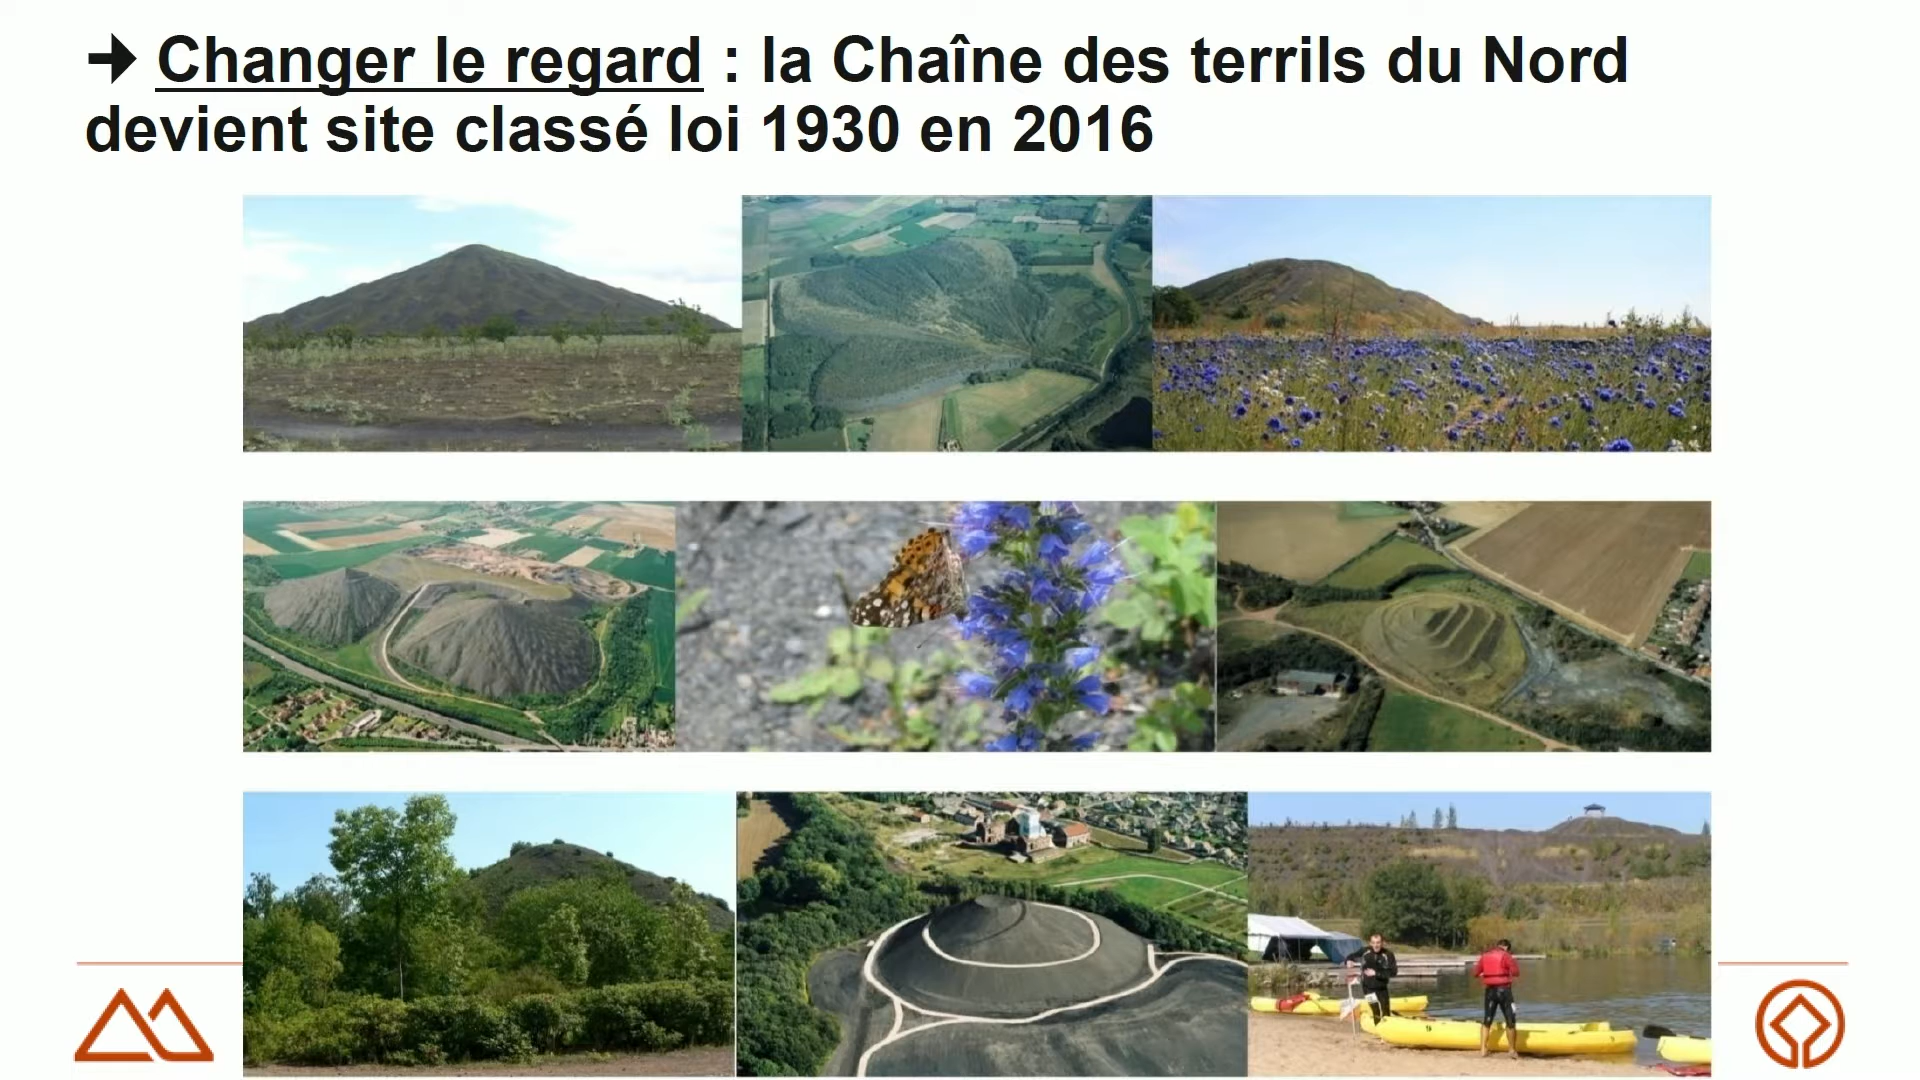 ➔ Changer le regard : la Chaîne des terrils du Nord
devient site classé loi 1930 en 2016